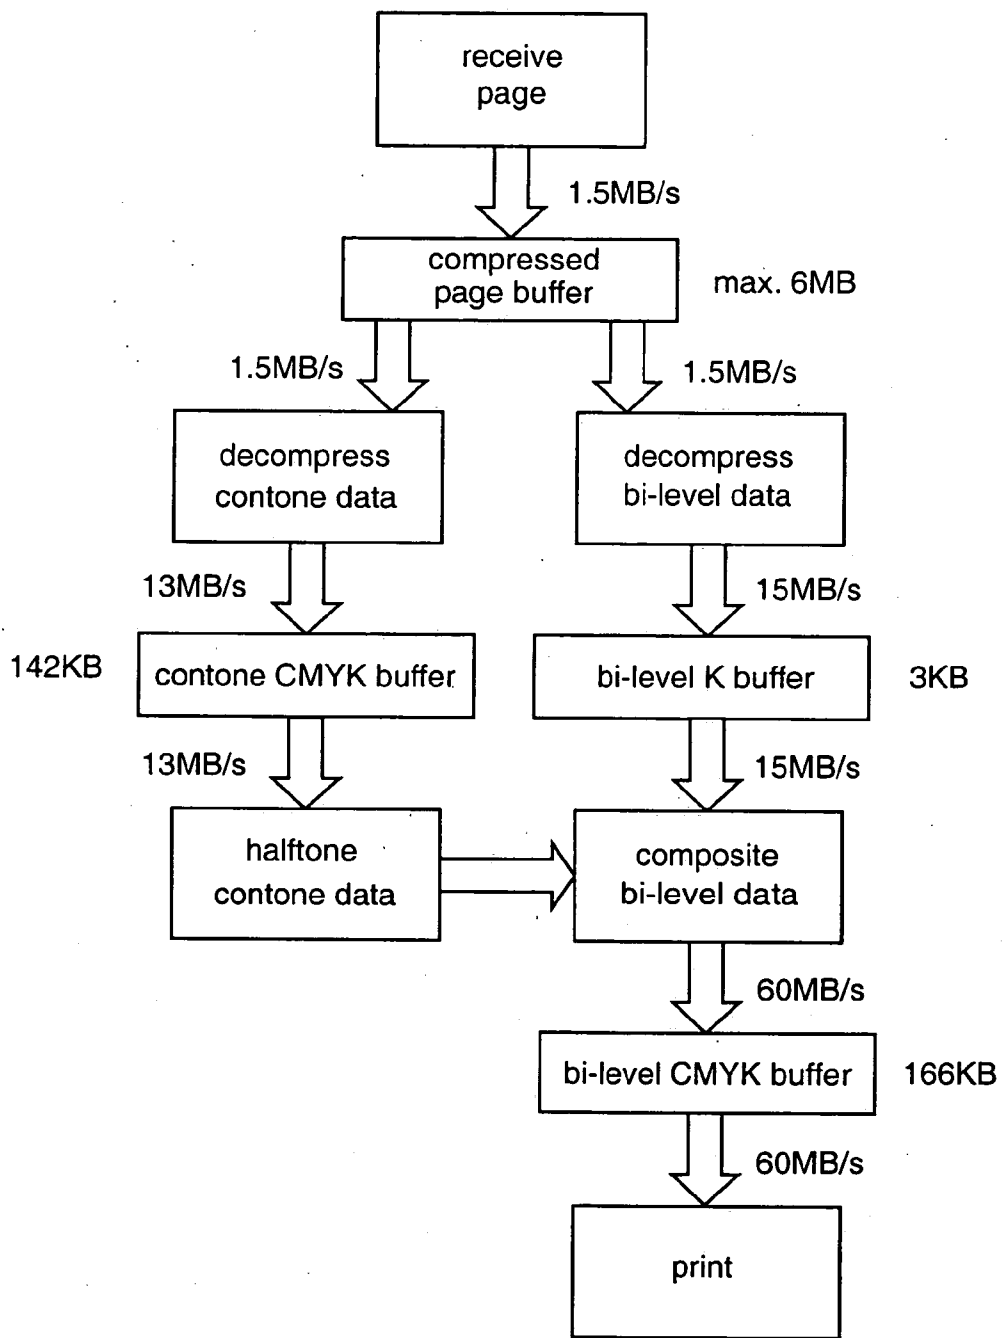 receive
page
1.5MB/s
compressed
page buffer
max. 6MB
1.5MB/s
1.5MB/s
decompress
contone data
decompress
bi-level data
13MB/s
15MB/s
142KB
contone CMYK buffer
bi-level K buffer
3KB
13MB/s
15MB/s
halftone
contone data
composite
bi-level data
60MB/s
bi-level CMYK buffer
166KB
60MB/s
print